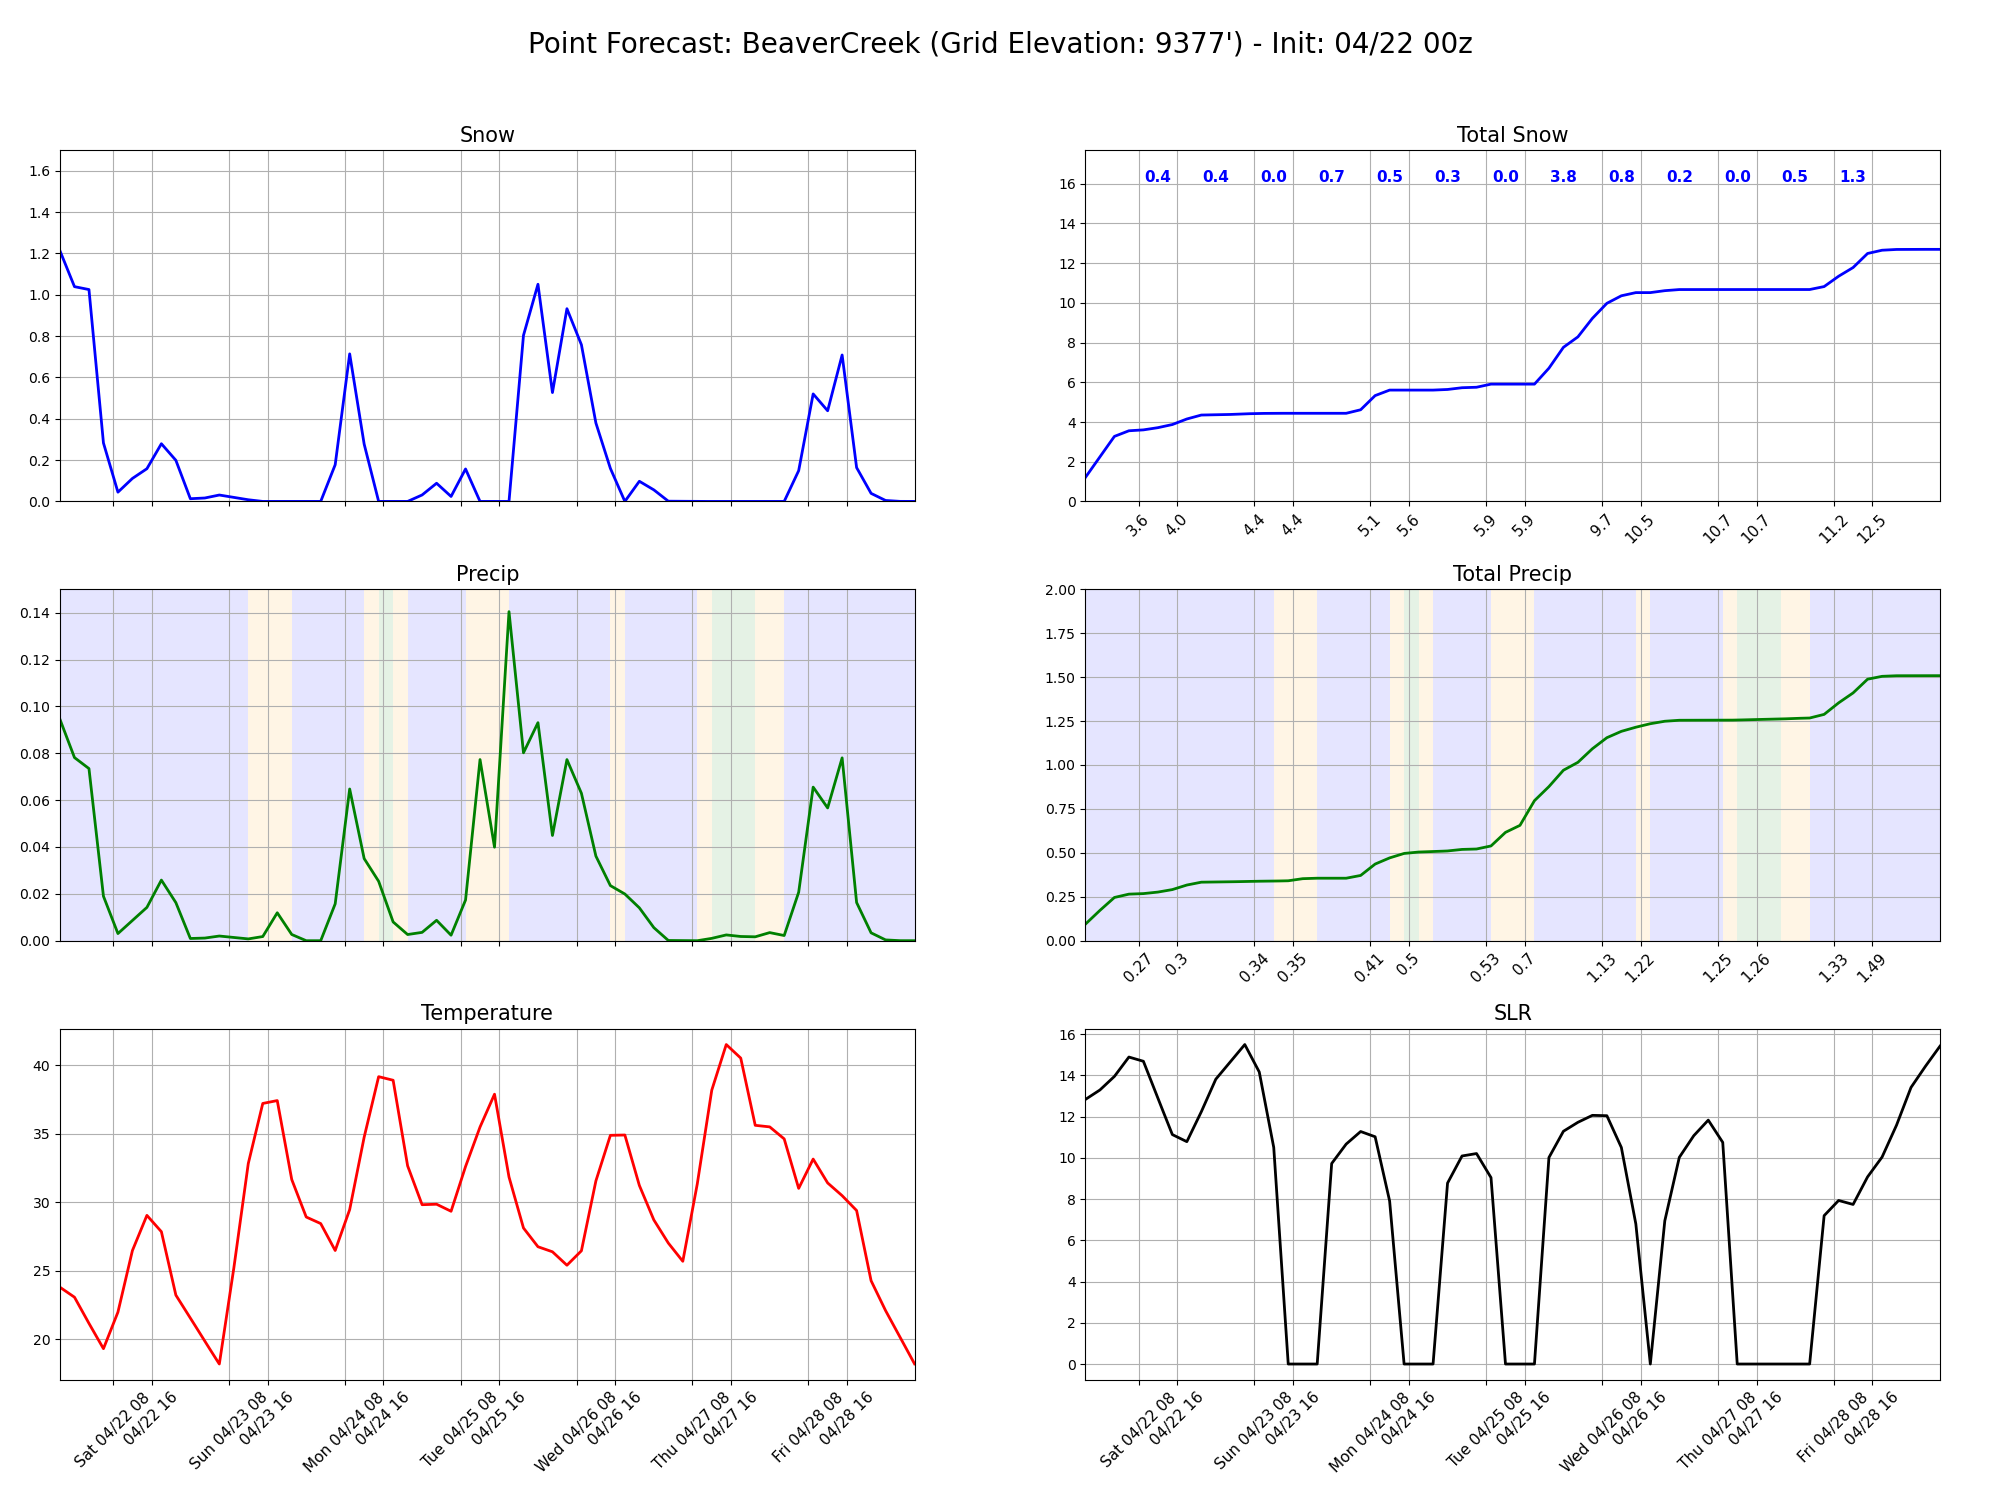 Point Forecast: BeaverCreek (Grid Elevation: 9377') - Init: 04/22 00z
Snow
1.6
1.4
1.2
1.0
0.8
0.6
0.4
0.2
0.0
Total Snow
0.4 0.4 0.0 0.7 0.5 0.3 0.0 3.8 0.8 0.2 0.0 0.5 1.3
16
14
12
10
8
6
4
2
0
3.6 4.0 4.4 4.4 5.1 5.6 5.9 5.9 9.7 10.5 10.7 10.7 11.2 12.5
Precip
0.14
0.12
0.10
0.08
0.06
0.04
0.02
0.00
Total Precip
2.00
1.75
1.50
1.25
1.00
0.75
0.50
0.25
0.00
0.27 0.3 0.34 0.35 0.41 0.5 0.53 0.7 1.13 1.22 1.25 1.26 1.33 1.49
Temperature
40
35
30
25
20
Sat 04/22 08
04/22 16
Sun 04/23 08
04/23 16
Mon 04/24 08
04/24 16
Tue 04/25 08
04/25 16
Wed 04/26 08
04/26 16
Thu 04/27 08
04/27 16
Fri 04/28 08
04/28 16
SLR
16
14
12
10
8
6
4
2
0
Sat 04/22 08
04/22 16
Sun 04/23 08
04/23 16
Mon 04/24 08
04/24 16
Tue 04/25 08
04/25 16
Wed 04/26 08
04/26 16
Thu 04/27 08
04/27 16
Fri 04/28 08
04/28 16